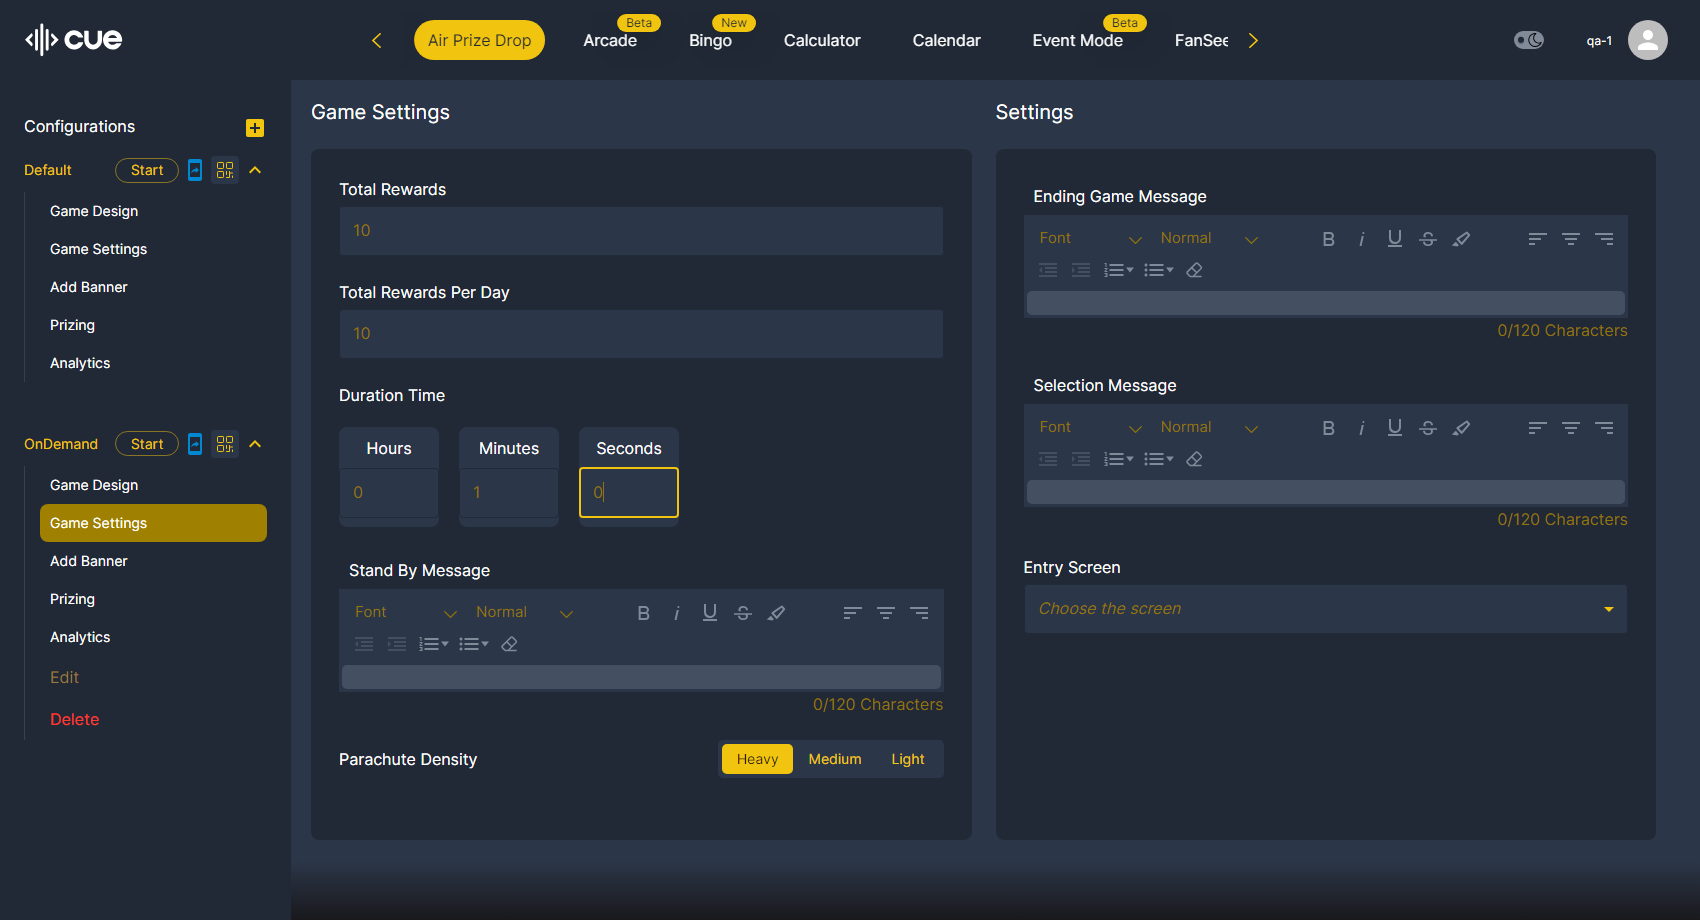 cue
Air Prize Drop
Arcade
Beta
Bingo
New
Calculator
Calendar
Event Mode
Beta
FanSee
qa-1
Configurations
Default
Start
Game Design
Game Settings
Add Banner
Prizing
Analytics
OnDemand
Start
Game Design
Game Settings
Add Banner
Prizing
Analytics
Edit
Delete
Game Settings
Total Rewards
10
Total Rewards Per Day
10
Duration Time
Hours Minutes Seconds
0 1 0
Stand By Message
Font Normal B i U S
0/120 Characters
Parachute Density
Heavy Medium Light
Settings
Ending Game Message
Font Normal B i U S
0/120 Characters
Selection Message
Font Normal B i U S
0/120 Characters
Entry Screen
Choose the screen